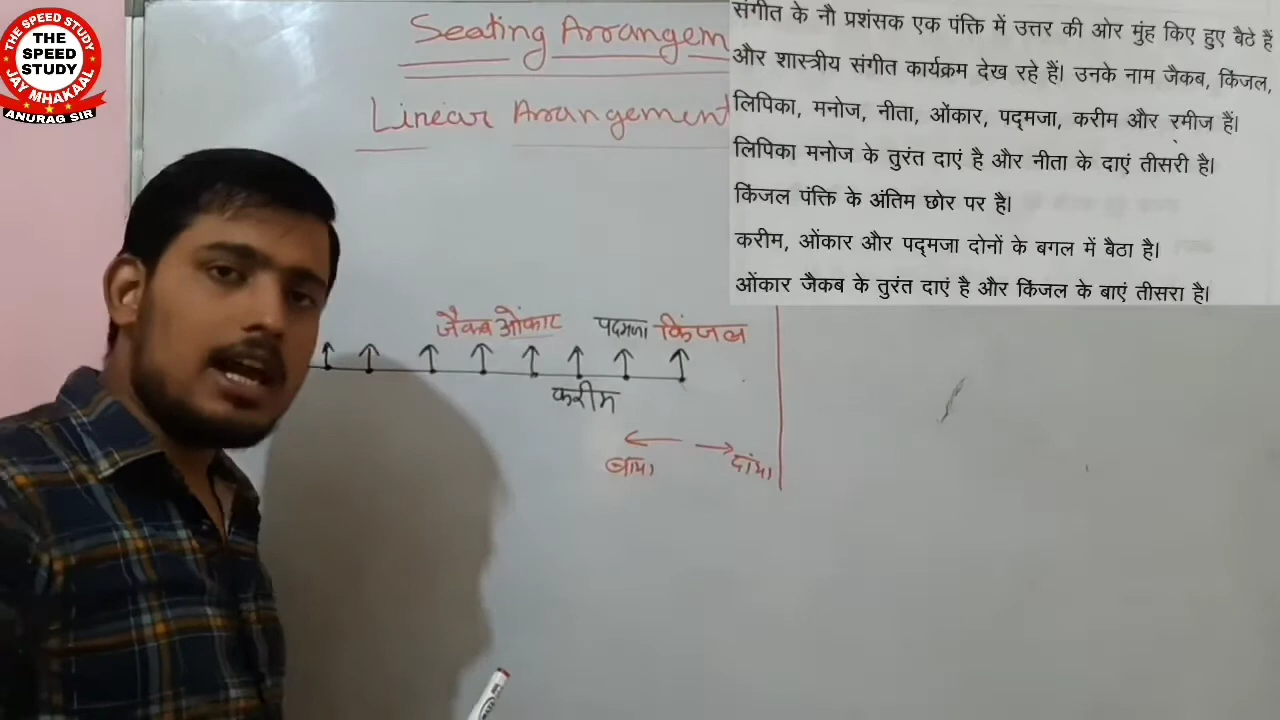 THE SPEED STUDY
THE
SPEED
STUDY
JAY MHAKAAL
ANURAG SIR
Seating Arrangem
Linear Arrangement
संगीत के नौ प्रशंसक एक पंक्ति में उत्तर की ओर मुंह किए हुए बैठे हैं
और शास्त्रीय संगीत कार्यक्रम देख रहे हैं। उनके नाम जैकब, किंजल,
लिपिका, मनोज, नीता, ओंकार, पद्मजा, करीम और रमीज हैं।
लिपिका मनोज के तुरंत दाएं है और नीता के दाएं तीसरी है।
किंजल पंक्ति के अंतिम छोर पर है।
करीम, ओंकार और पद्मजा दोनों के बगल में बैठा है।
ओंकार जैकब के तुरंत दाएं है और किंजल के बाएं तीसरा है।
जैकब ओंकार पदमजा किंजल
करीम
बांया दांया